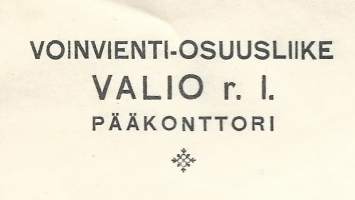 VOINVIENTI-OSUUSLIIKE
VALIO r. l.
PÄÄKONTTORI